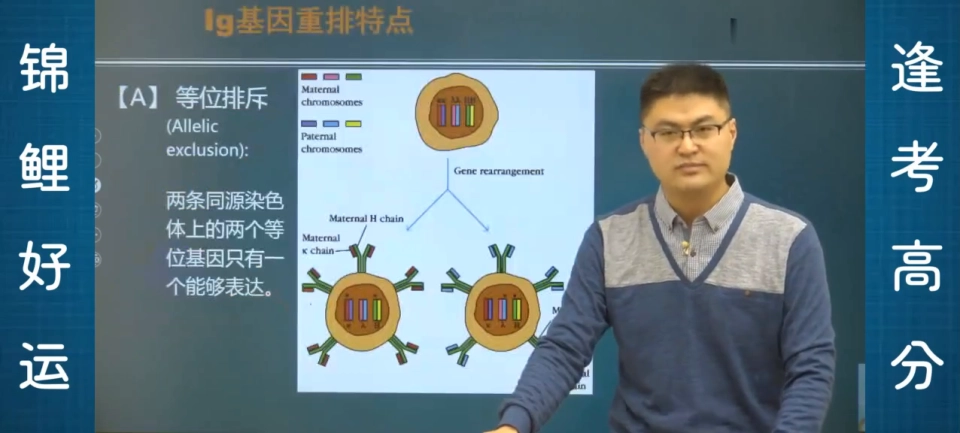 锦鲤好运
Ig基因重排特点
【A】等位排斥
(Allelic
exclusion):
两条同源染色
体上的两个等
位基因只有一
个能够表达。
Maternal
chromosomes
Paternal
chromosomes
Gene rearrangement
Maternal H chain
Maternal
κ chain
逢考高分